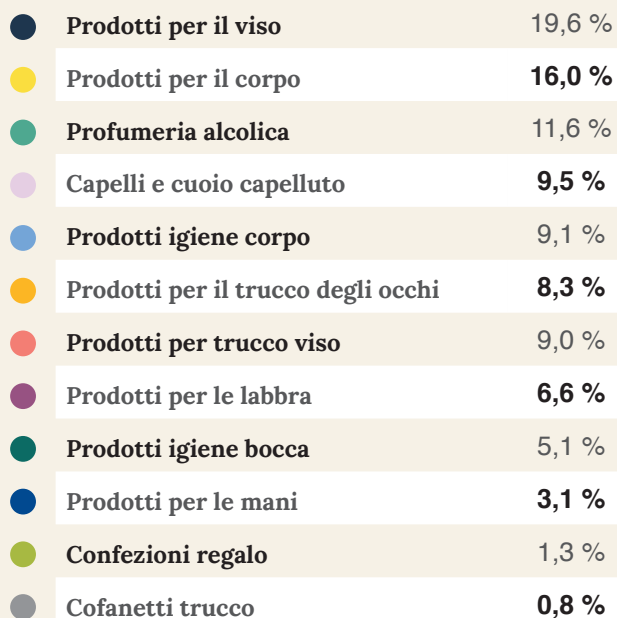 Prodotti per il viso 19,6 %
Prodotti per il corpo 16,0 %
Profumeria alcolica 11,6 %
Capelli e cuoio capelluto 9,5 %
Prodotti igiene corpo 9,1 %
Prodotti per il trucco degli occhi 8,3 %
Prodotti per trucco viso 9,0 %
Prodotti per le labbra 6,6 %
Prodotti igiene bocca 5,1 %
Prodotti per le mani 3,1 %
Confezioni regalo 1,3 %
Cofanetti trucco 0,8 %